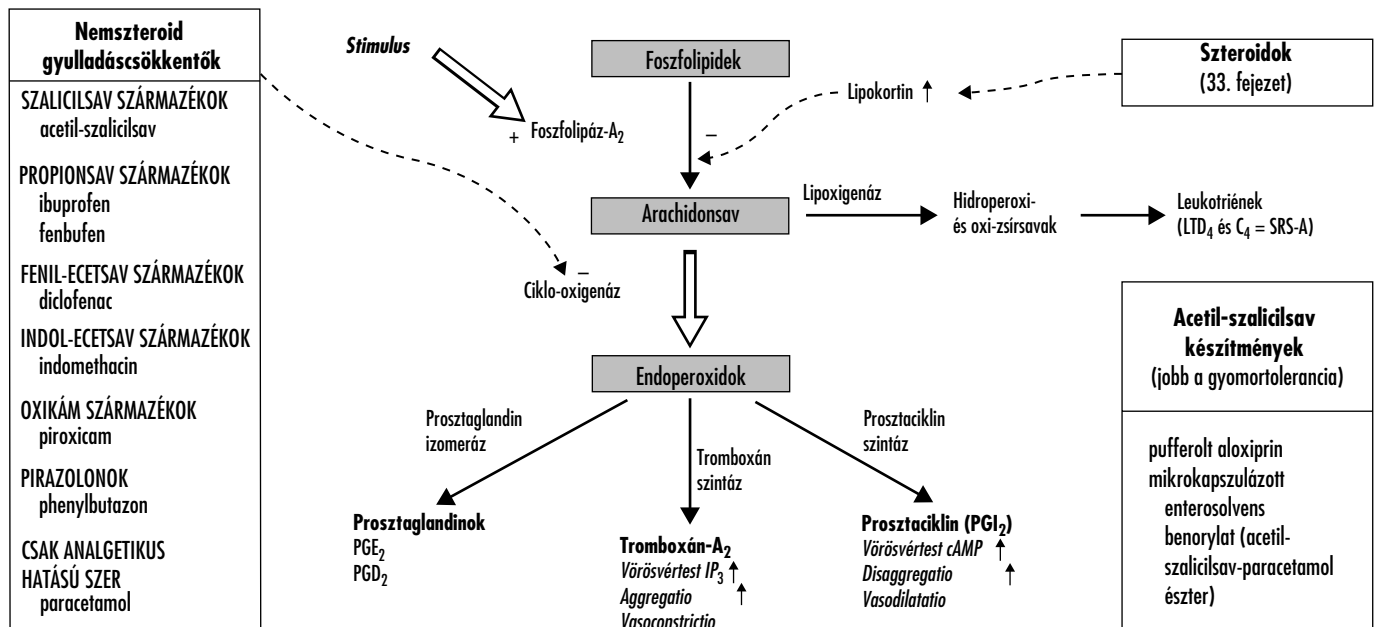 Nemszteroid
gyulladáscsökkentők
SZALICILSAV SZÁRMAZÉKOK
acetil-szalicilsav
PROPIONSAV SZÁRMAZÉKOK
ibuprofen
fenbufen
FENIL-ECETSAV SZÁRMAZÉKOK
diclofenac
INDOL-ECETSAV SZÁRMAZÉKOK
indomethacin
OXIKÁM SZÁRMAZÉKOK
piroxicam
PIRAZOLONOK
phenylbutazon
CSAK ANALGETIKUS
HATÁSÚ SZER
paracetamol
Stimulus
+ Foszfolipáz-A₂
Foszfolipidek
–
Lipokortin ↑
Szteroidok
(33. fejezet)
Arachidonsav
Lipoxigenáz
Hidroperoxi-
és oxi-zsírsavak
Leukotriének
(LTD₄ és C₄ = SRS-A)
–
Ciklo-oxigenáz
Endoperoxidok
Prosztaglandin
izomeráz
Tromboxán
szintáz
Prosztaciklin
szintáz
Prosztaglandinok
PGE₂
PGD₂
Tromboxán-A₂
Vörösvértest IP₃ ↑
Aggregatio ↑
Vasoconstrictio
Prosztaciklin (PGI₂)
Vörösvértest cAMP ↑
Disaggregatio ↑
Vasodilatatio
Acetil-szalicilsav
készítmények
(jobb a gyomortolerancia)
pufferolt aloxiprin
mikrokapszulázott
enterosolvens
benorylat (acetil-
szalicilsav-paracetamol
észter)